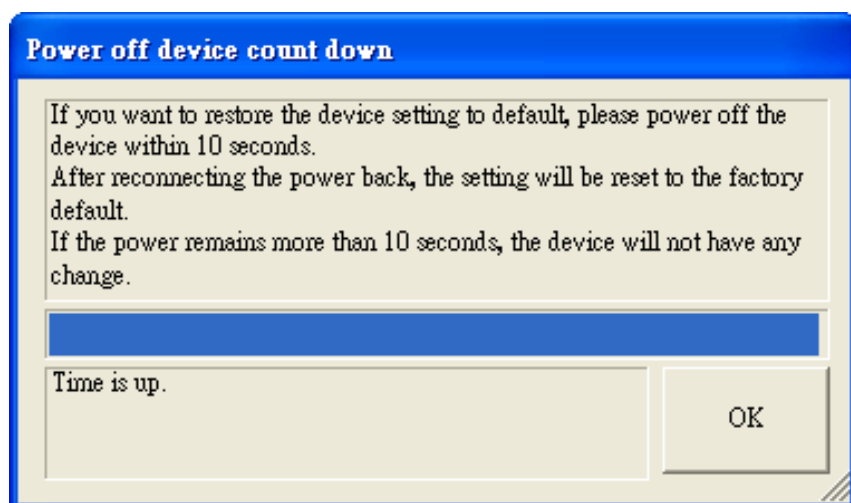 Power off device count down
If you want to restore the device setting to default, please power off the
device within 10 seconds.
After reconnecting the power back, the setting will be reset to the factory
default.
If the power remains more than 10 seconds, the device will not have any
change.
Time is up.
OK